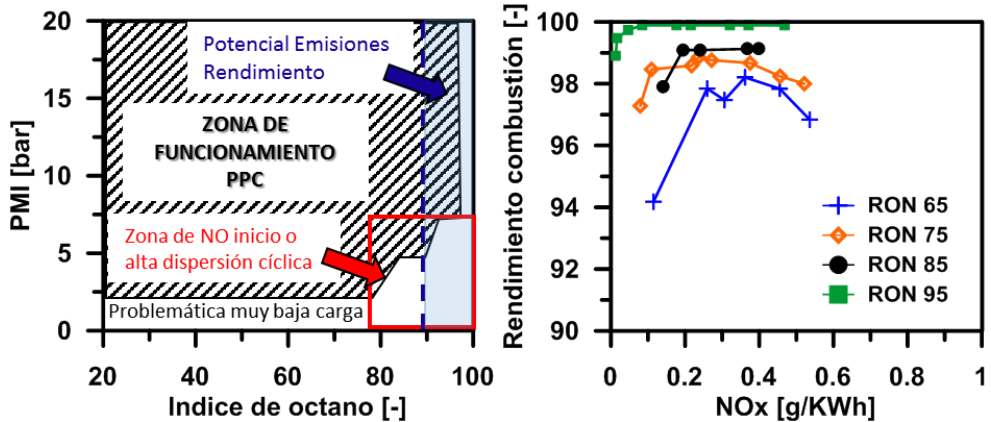 PMI [bar]
20
15
10
5
0
Potencial Emisiones
Rendimiento
ZONA DE
FUNCIONAMIENTO
PPC
Zona de NO inicio o
alta dispersión cíclica
Problemática muy baja carga
20 40 60 80 100
Indice de octano [-]
Rendimiento combustión [-]
100
98
96
94
92
90
RON 65
RON 75
RON 85
RON 95
0 0.2 0.4 0.6 0.8 1
NOx [g/KWh]